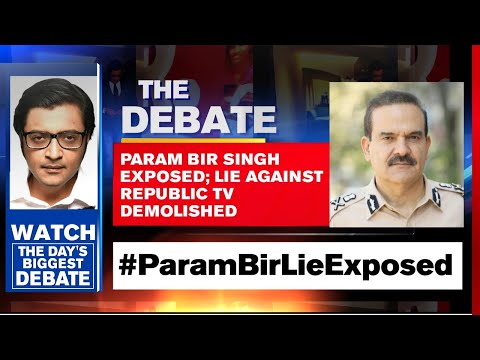 THE
DEBATE
PARAM BIR SINGH
EXPOSED; LIE AGAINST
REPUBLIC TV
DEMOLISHED
WATCH
THE DAY'S
BIGGEST
DEBATE
#ParamBirLieExposed